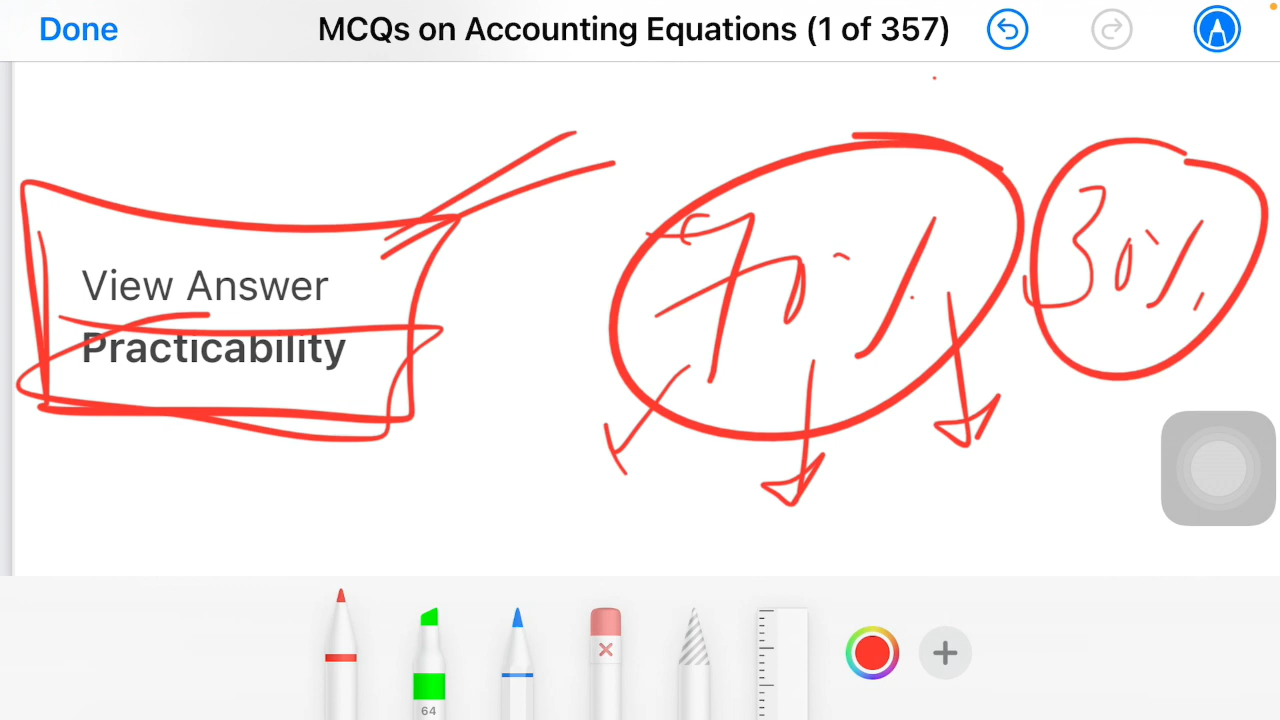 Done MCQs on Accounting Equations (1 of 357)
View Answer
Practicability
70% 30%
64